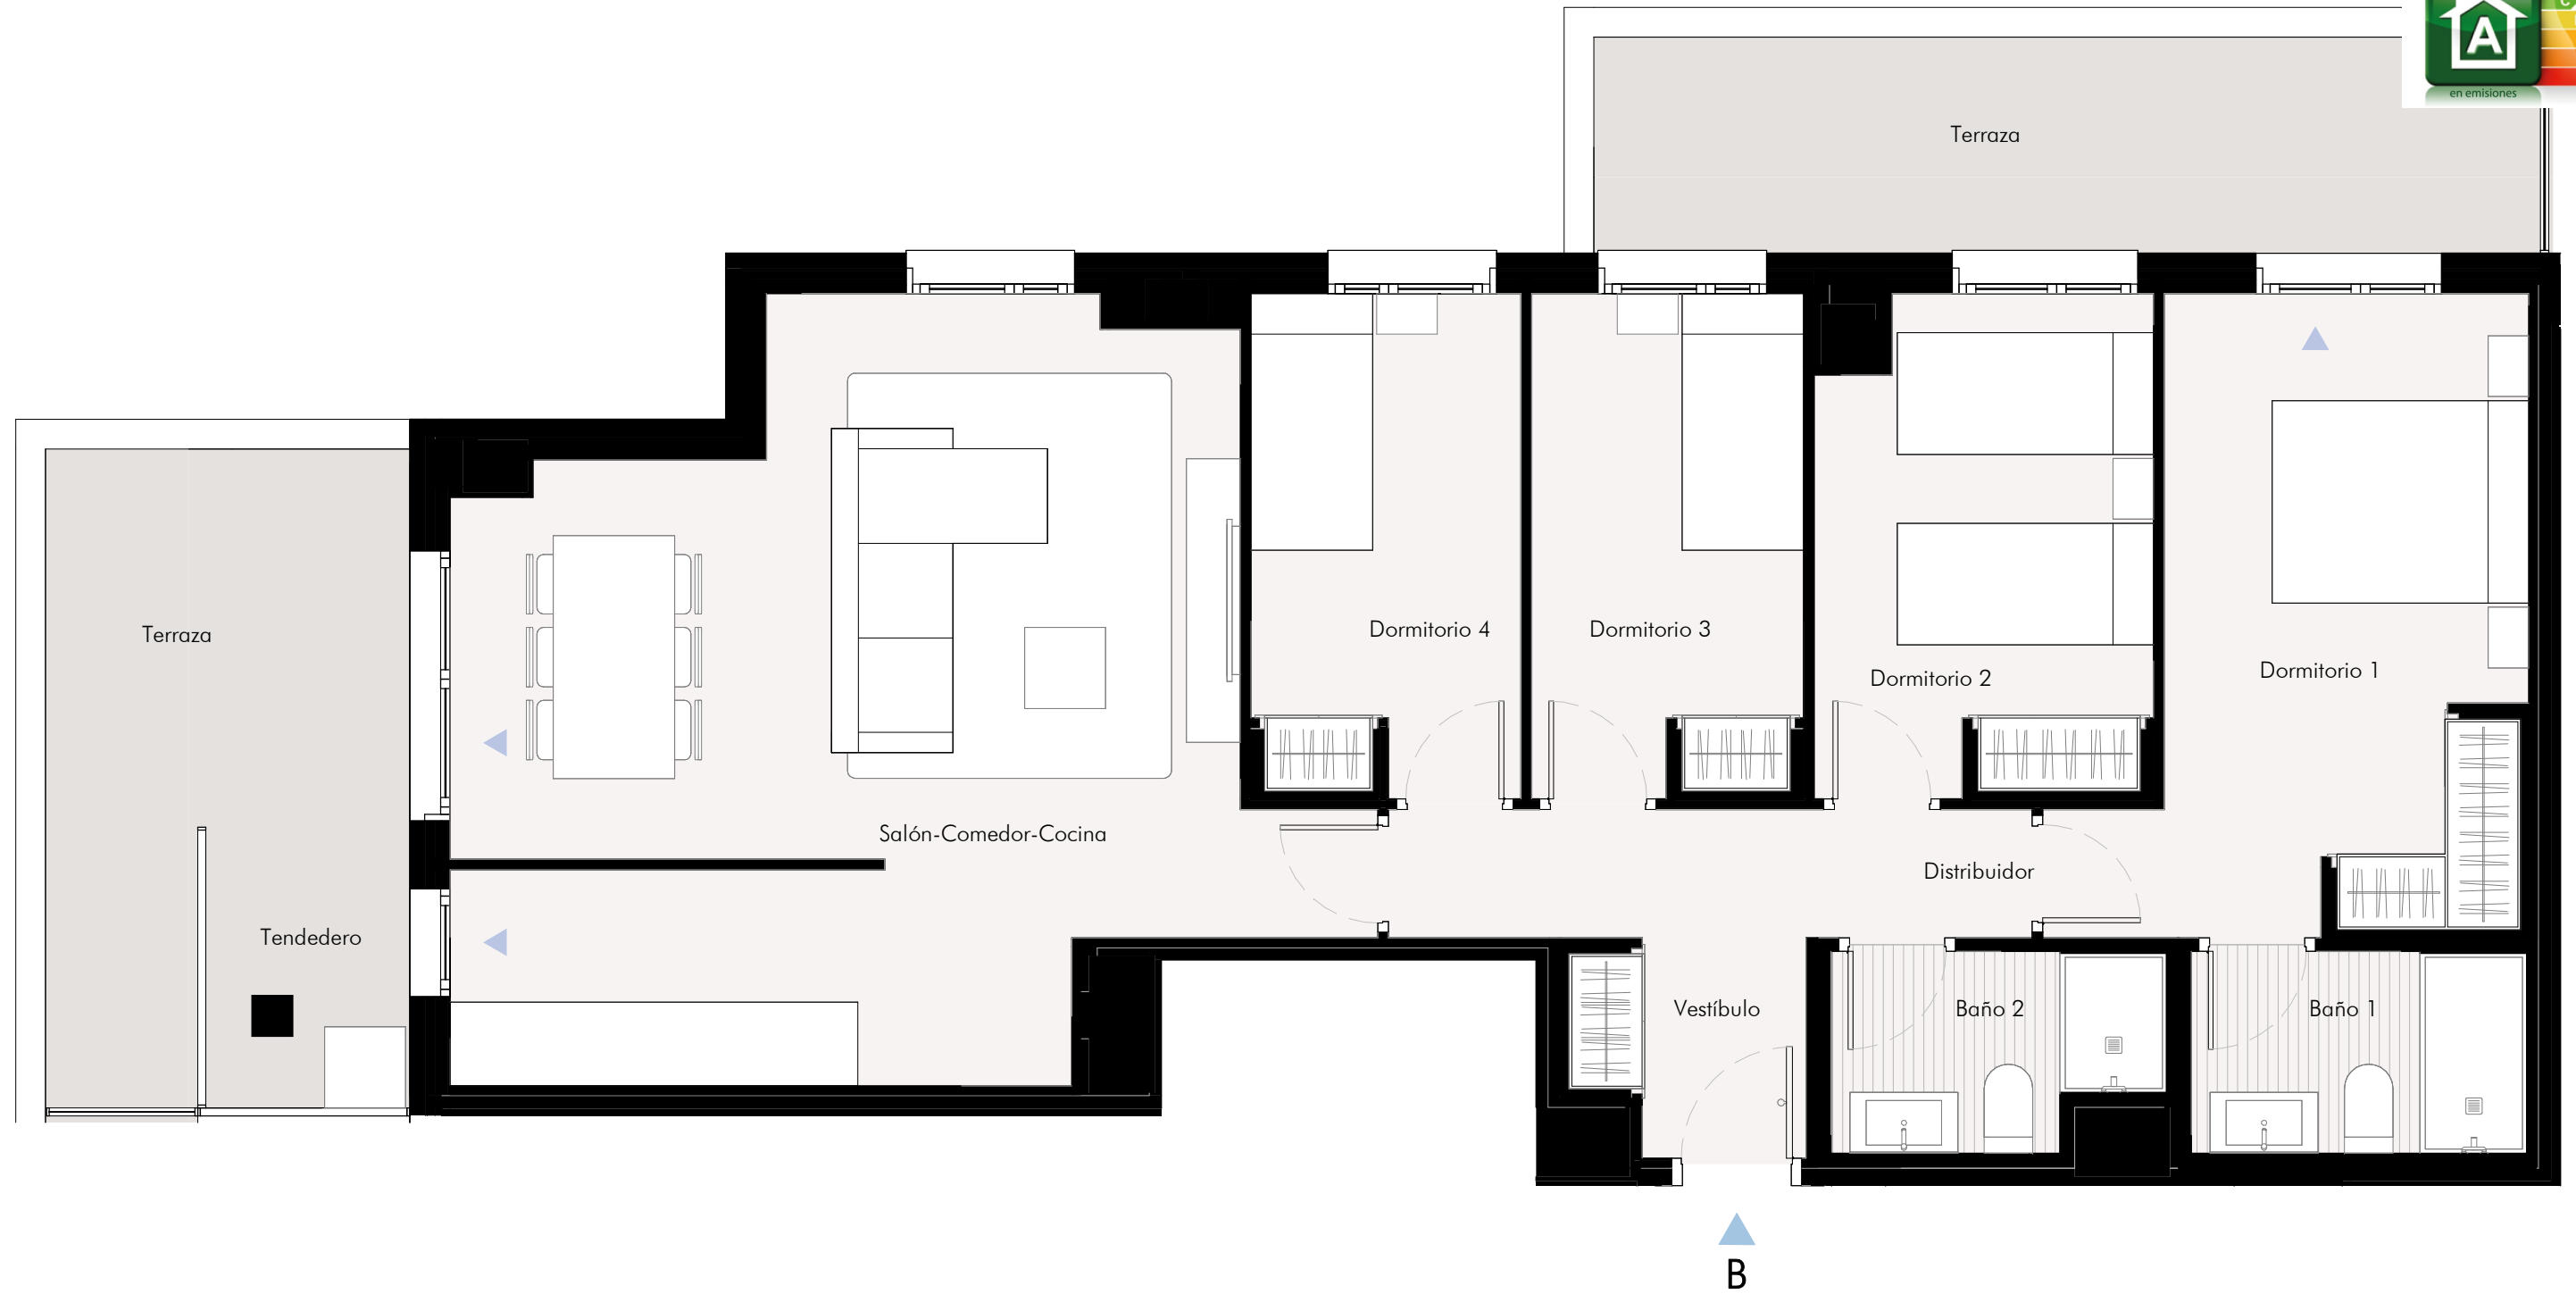 C
A
en emisiones
Terraza
Terraza
Dormitorio 4
Dormitorio 3
Dormitorio 2
Dormitorio 1
Salón-Comedor-Cocina
Distribuidor
Tendedero
Vestíbulo
Baño 2
Baño 1
B